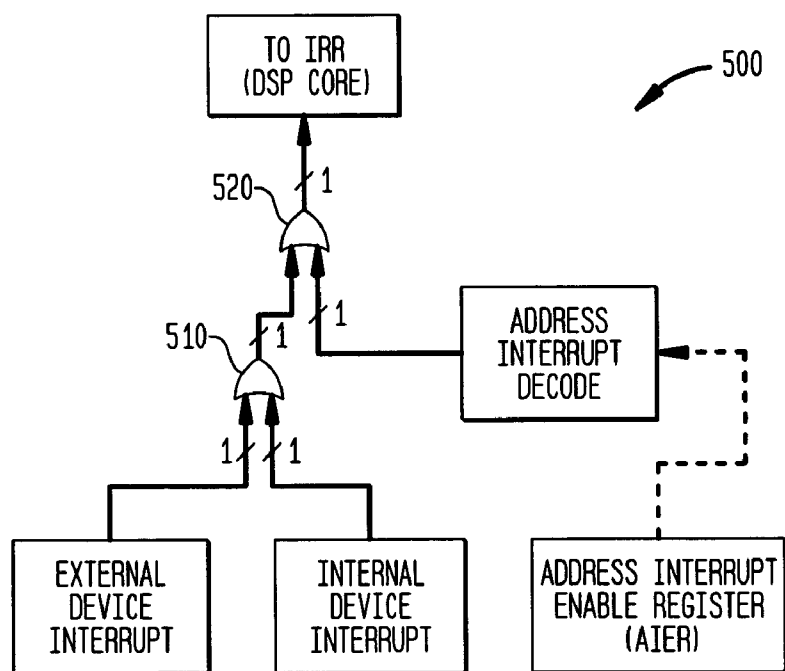 TO IRR
(DSP CORE)
500
520
1
1
ADDRESS
INTERRUPT
DECODE
510
1
1
1
EXTERNAL
DEVICE
INTERRUPT
INTERNAL
DEVICE
INTERRUPT
ADDRESS INTERRUPT
ENABLE REGISTER
(AIER)